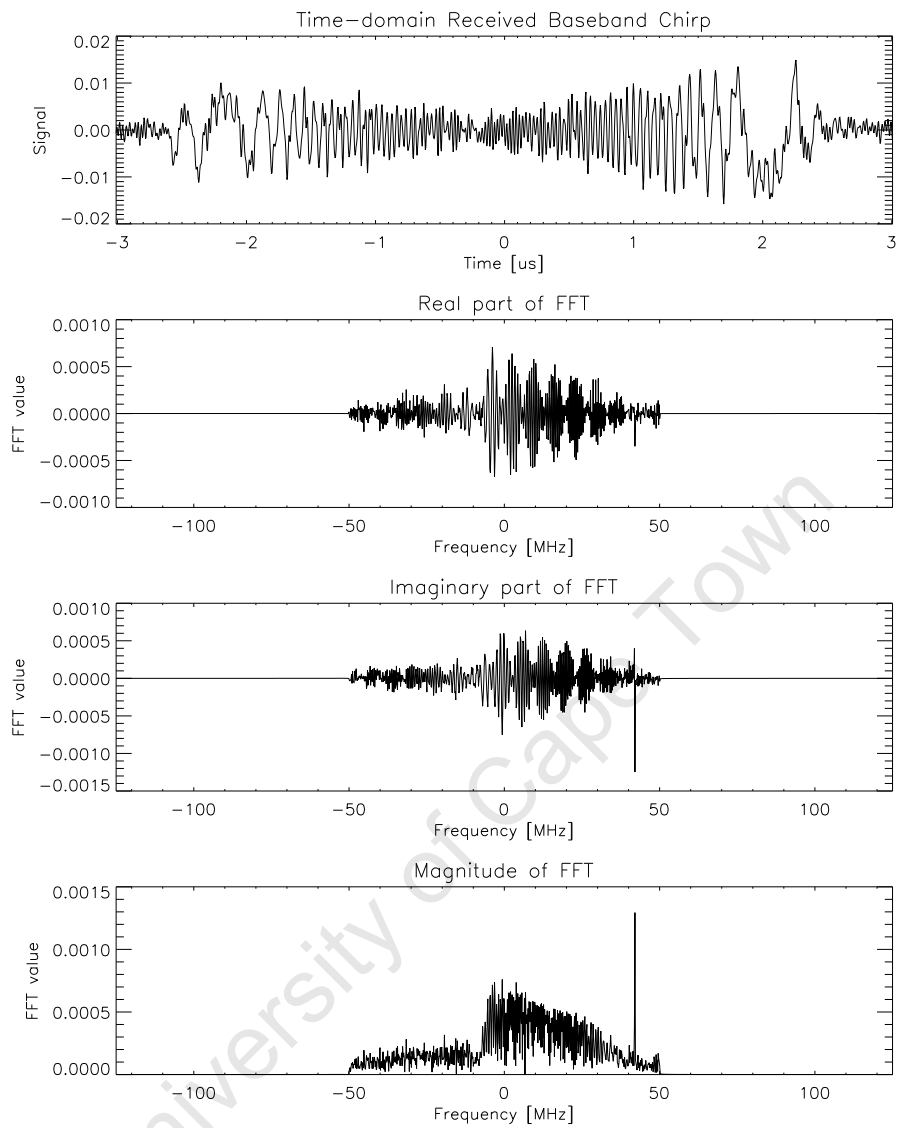 Time-domain Received Baseband Chirp
0.02
0.01
0.00
-0.01
-0.02
Signal
-3 -2 -1 0 1 2 3
Time [us]
Real part of FFT
0.0010
0.0005
0.0000
-0.0005
-0.0010
FFT value
-100 -50 0 50 100
Frequency [MHz]
Imaginary part of FFT
0.0010
0.0005
0.0000
-0.0005
-0.0010
-0.0015
FFT value
-100 -50 0 50 100
Frequency [MHz]
Magnitude of FFT
0.0015
0.0010
0.0005
0.0000
FFT value
-100 -50 0 50 100
Frequency [MHz]
niversity of Cape Town